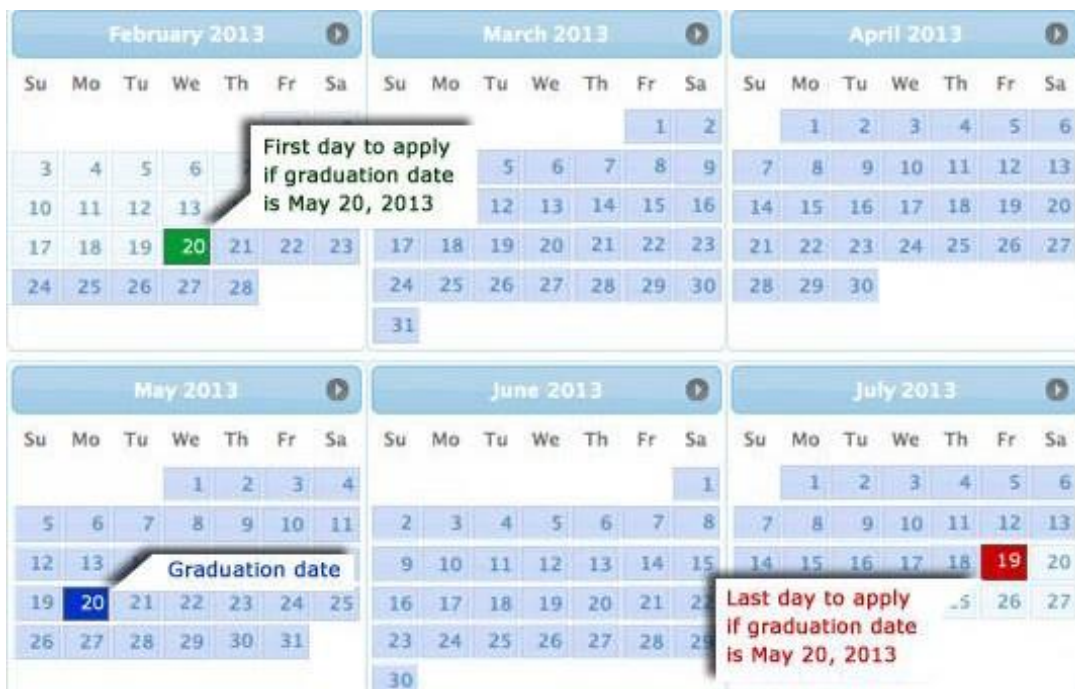 February 2013
Su Mo Tu We Th Fr Sa
3 4 5 6
10 11 12 13
17 18 19 20 21 22 23
24 25 26 27 28
First day to apply
if graduation date
is May 20, 2013
March 2013
Su Mo Tu We Th Fr Sa
1 2
5 6 7 8 9
12 13 14 15 16
17 18 19 20 21 22 23
24 25 26 27 28 29 30
31
April 2013
Su Mo Tu We Th Fr Sa
1 2 3 4 5 6
7 8 9 10 11 12 13
14 15 16 17 18 19 20
21 22 23 24 25 26 27
28 29 30
May 2013
Su Mo Tu We Th Fr Sa
1 2 3 4
5 6 7 8 9 10 11
12 13
Graduation date
19 20 21 22 23 24 25
26 27 28 29 30 31
June 2013
Su Mo Tu We Th Fr Sa
1
2 3 4 5 6 7 8
9 10 11 12 13 14 15
16 17 18 19 20 21 22
23 24 25 26 27 28 29
30
July 2013
Su Mo Tu We Th Fr Sa
1 2 3 4 5 6
7 8 9 10 11 12 13
14 15 16 17 18 19 20
25 26 27
Last day to apply
if graduation date
is May 20, 2013